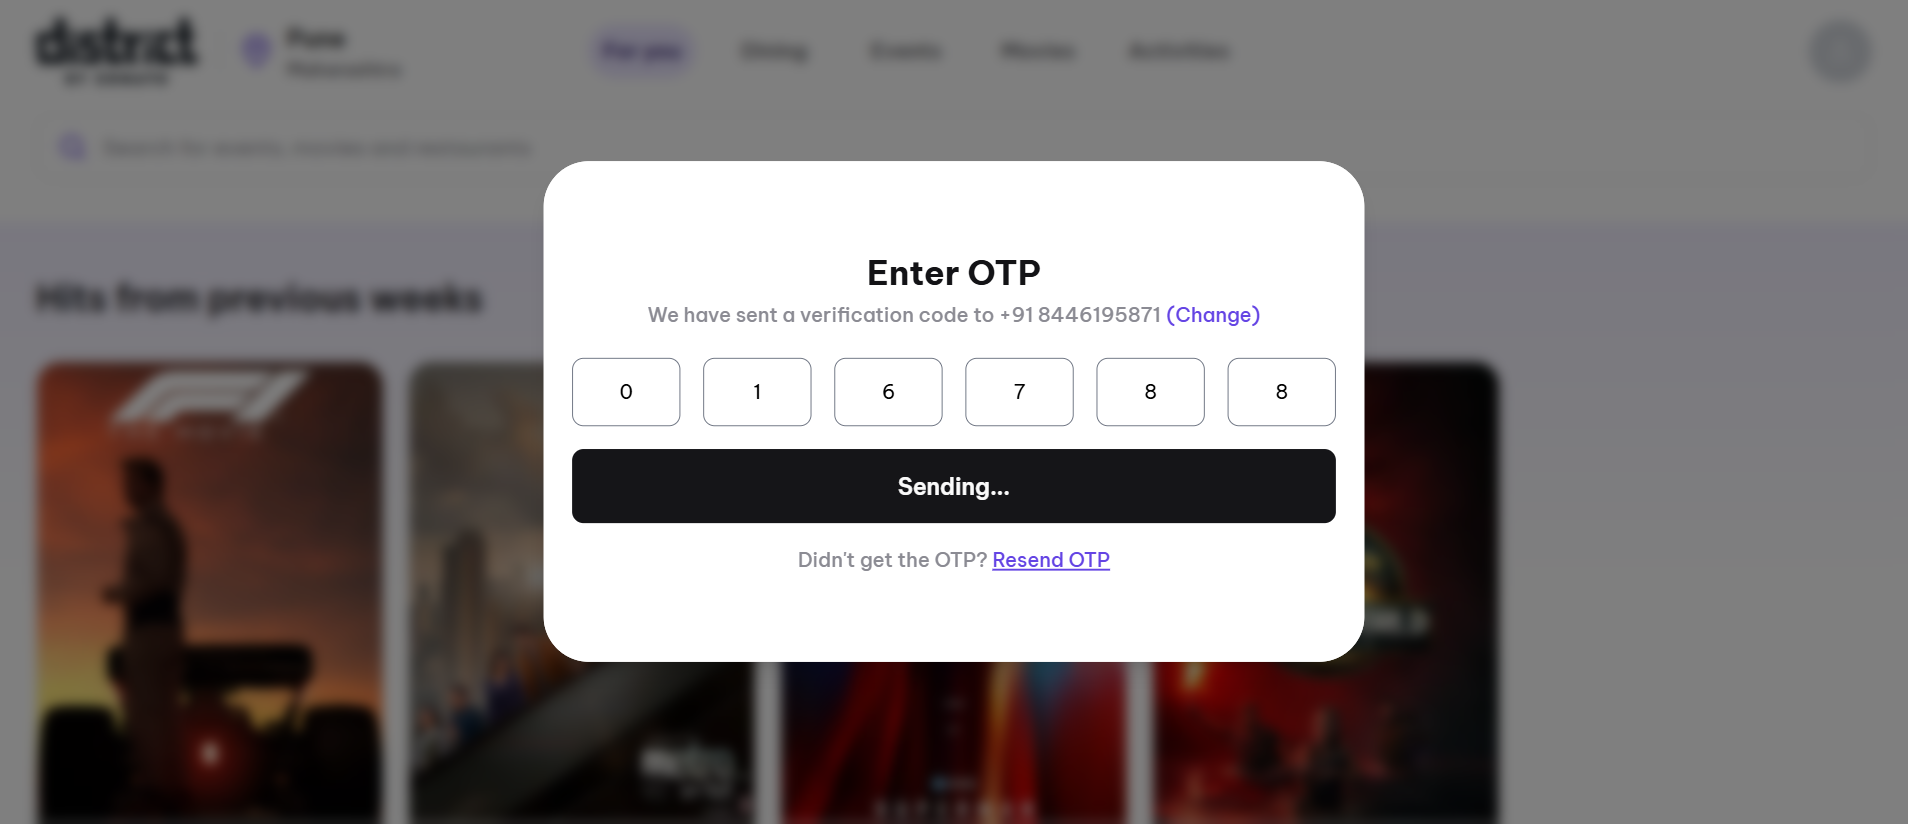 district
BY ZOMATO
Pune
Maharashtra
For you
Dining
Events
Movies
Activities
Search for events, movies and restaurants
Hits from previous weeks
Enter OTP
We have sent a verification code to +91 8446195871 (Change)
0 1 6 7 8 8
Sending...
Didn't get the OTP? Resend OTP
SUPERMAN